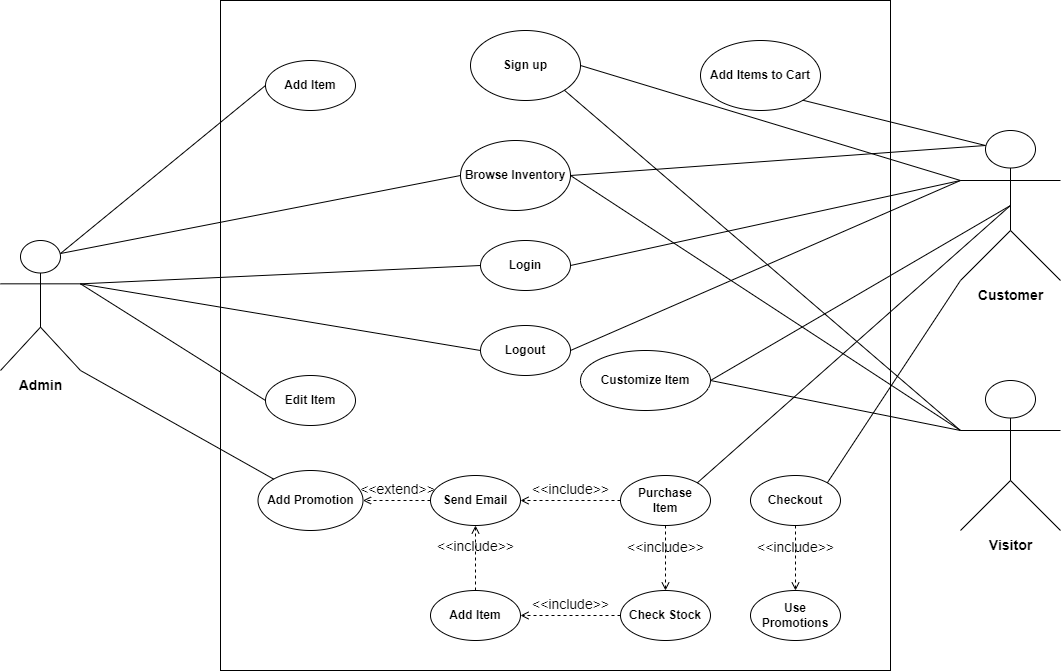 Sign up
Add Items to Cart
Add Item
Browse Inventory
Login
Customer
Logout
Customize Item
Admin
Edit Item
Add Promotion
<<extend>>
Send Email
<<include>>
Purchase
Item
Checkout
<<include>>
<<include>>
<<include>>
Visitor
Add Item
<<include>>
Check Stock
Use
Promotions